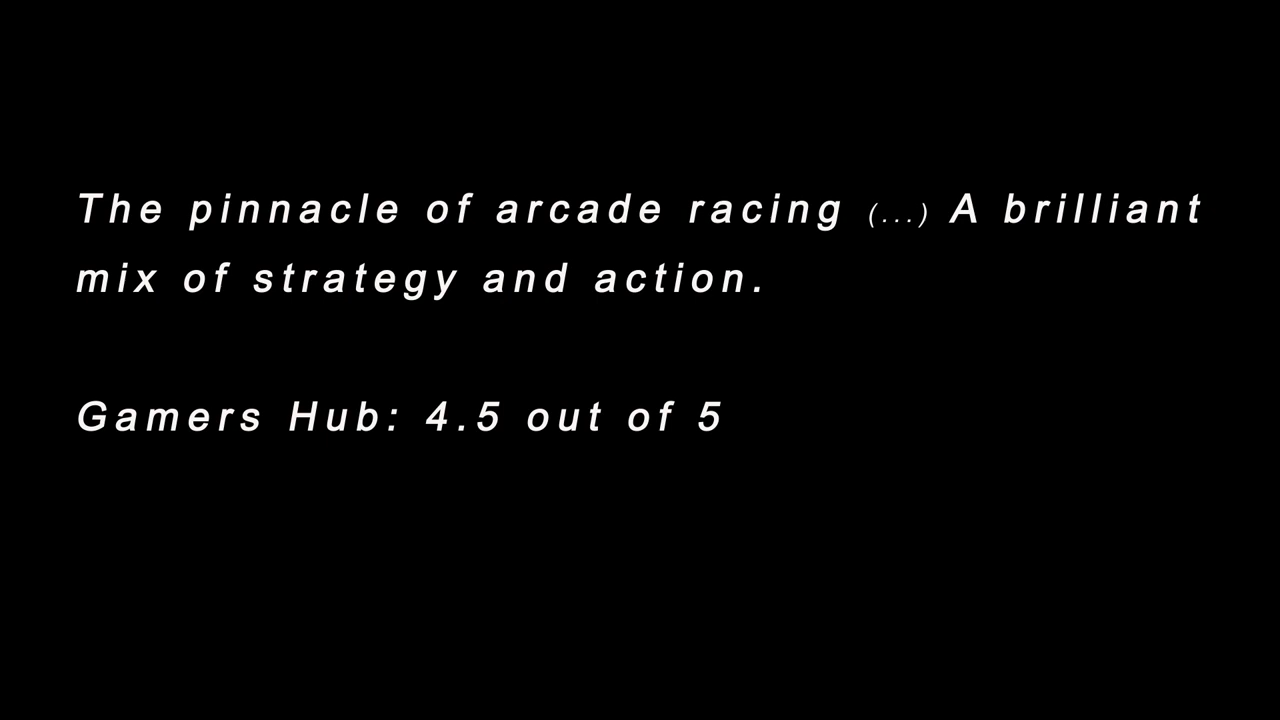 The pinnacle of arcade racing (...) A brilliant
mix of strategy and action.
Gamers Hub: 4.5 out of 5